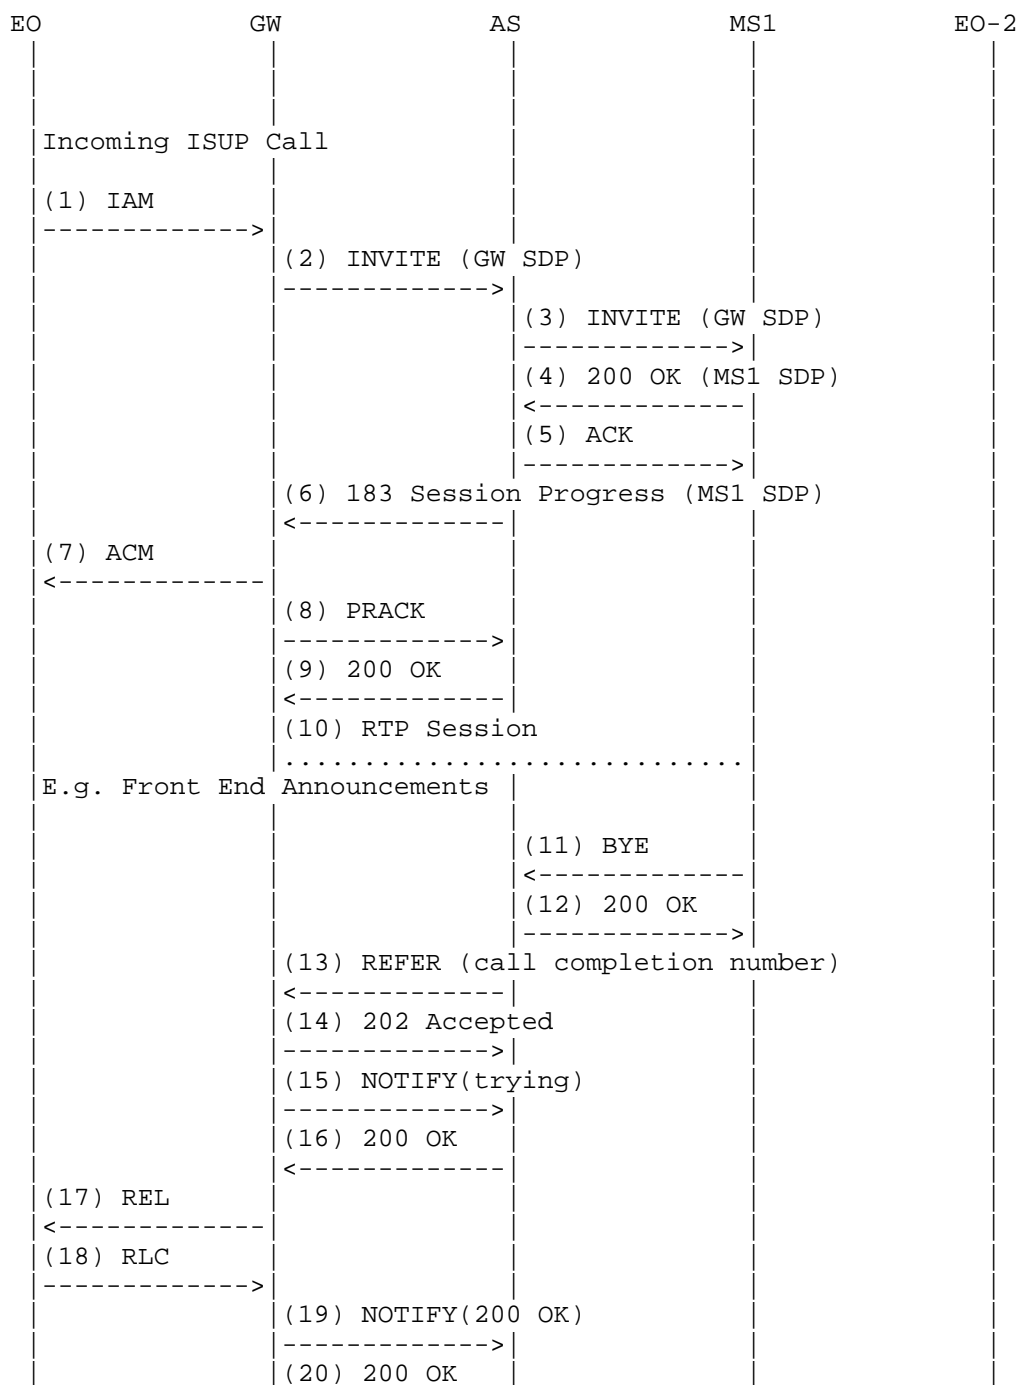 EO GW AS MS1 EO-2
Incoming ISUP Call
(1) IAM
(2) INVITE (GW SDP)
(3) INVITE (GW SDP)
(4) 200 OK (MS1 SDP)
(5) ACK
(6) 183 Session Progress (MS1 SDP)
(7) ACM
(8) PRACK
(9) 200 OK
(10) RTP Session
E.g. Front End Announcements
(11) BYE
(12) 200 OK
(13) REFER (call completion number)
(14) 202 Accepted
(15) NOTIFY(trying)
(16) 200 OK
(17) REL
(18) RLC
(19) NOTIFY(200 OK)
(20) 200 OK